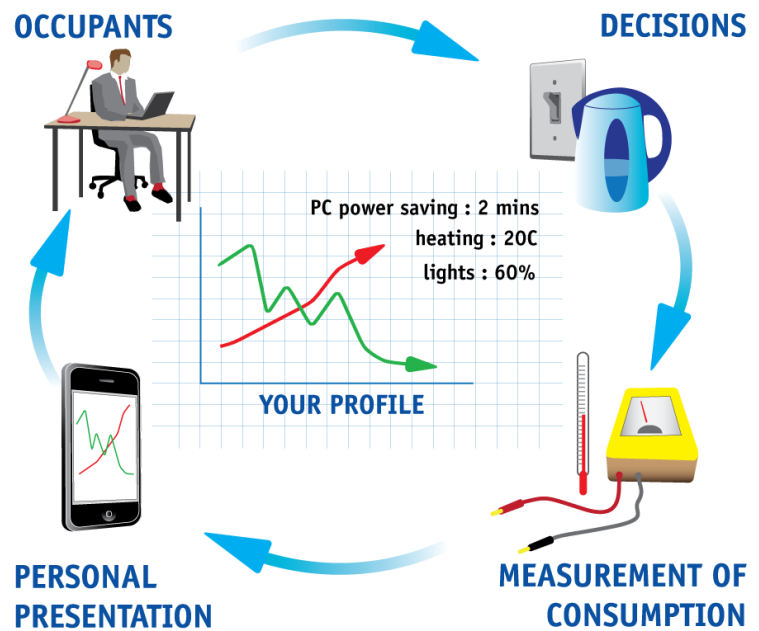 OCCUPANTS
DECISIONS
PC power saving : 2 mins
heating : 20C
lights : 60%
YOUR PROFILE
PERSONAL
PRESENTATION
MEASUREMENT OF
CONSUMPTION